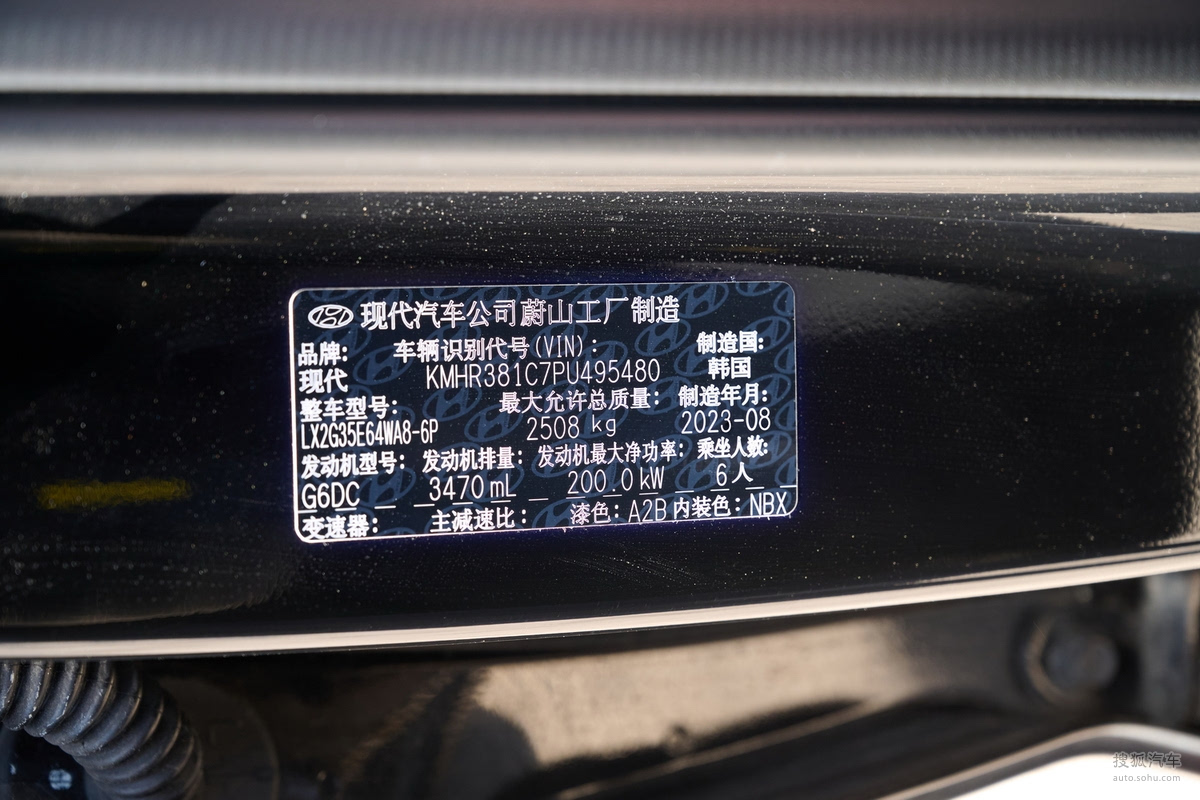 现代汽车公司蔚山工厂制造
品牌: 车辆识别代号(VIN): 制造国:
现代 KMHR381C7PU495480 韩国
整车型号: 最大允许总质量: 制造年月:
LX2G35E64WA8-6P 2508 kg 2023-08
发动机型号: 发动机排量: 发动机最大净功率: 乘坐人数:
G6DC 3470 mL 200.0 kW 6 人
变速器: 主减速比: 漆色: A2B 内装色: NBX
搜狐汽车
auto.sohu.com